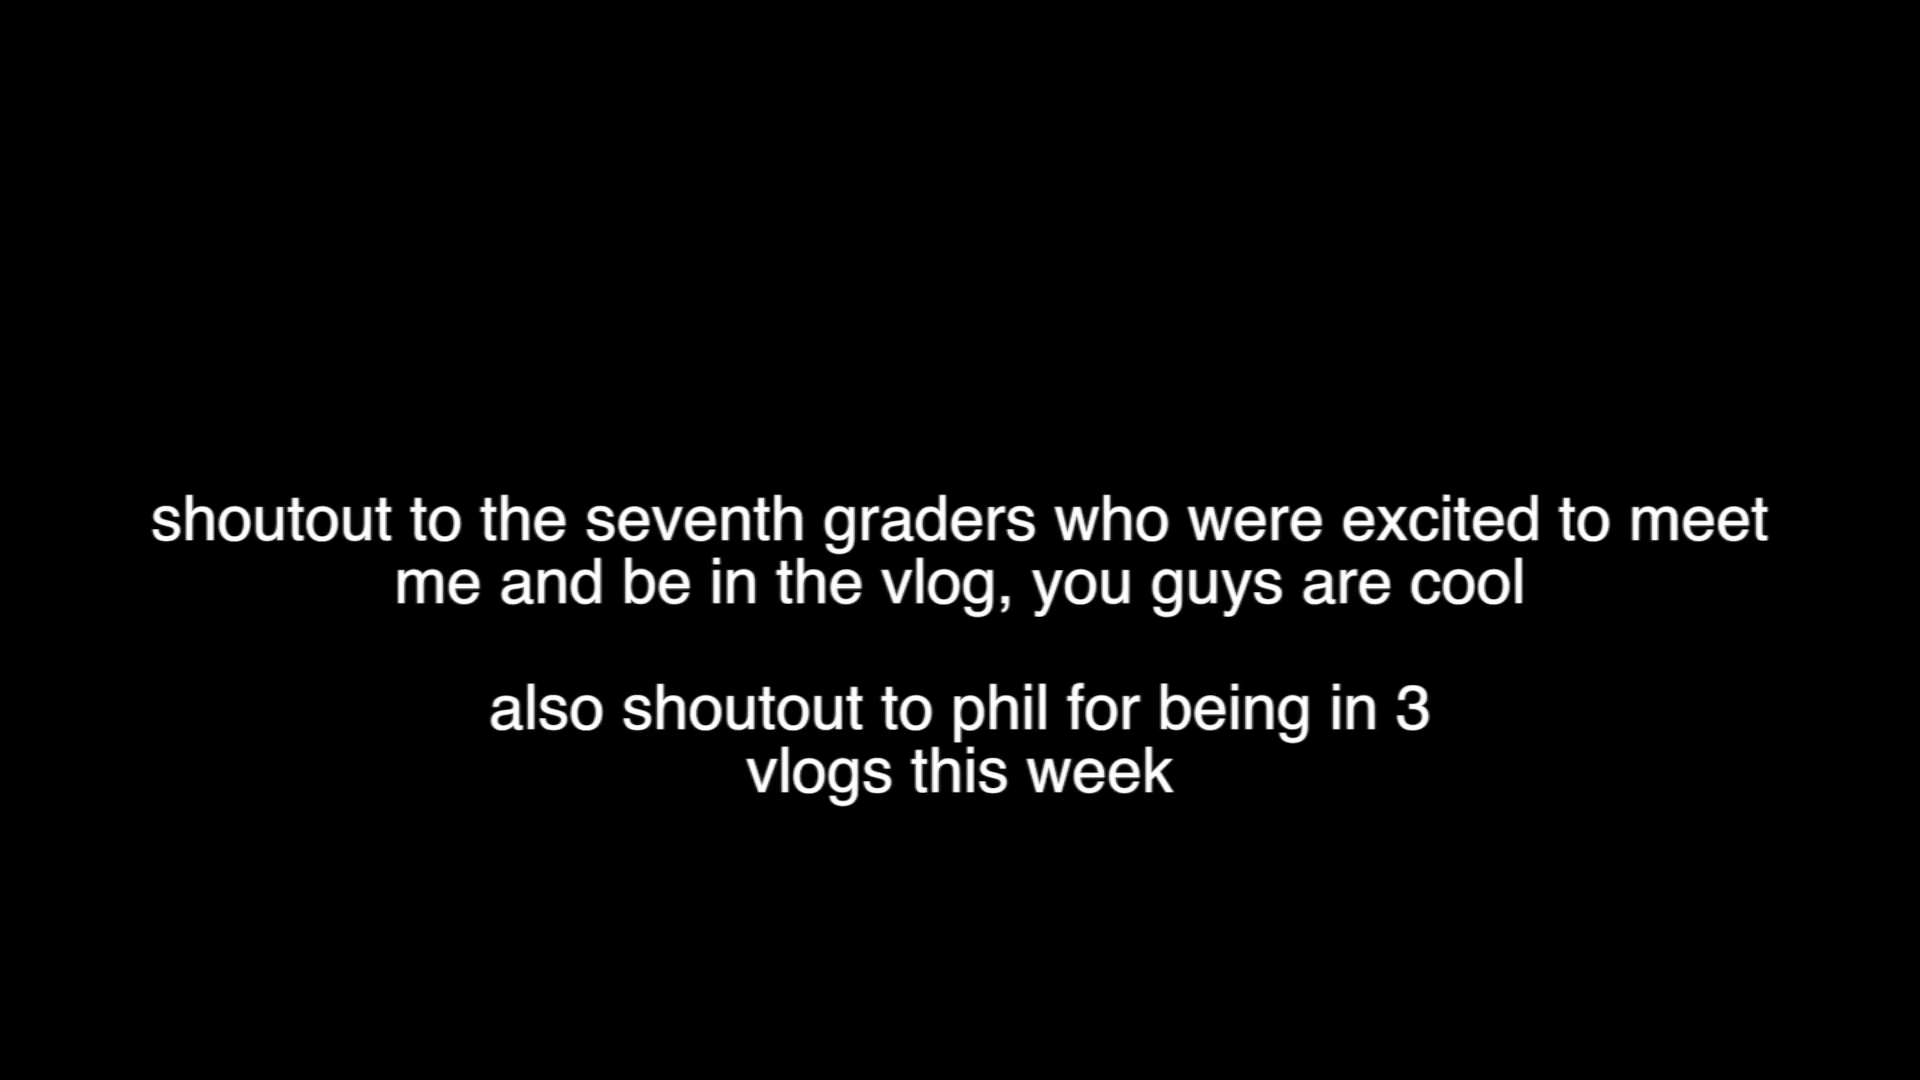 shoutout to the seventh graders who were excited to meet
me and be in the vlog, you guys are cool
also shoutout to phil for being in 3
vlogs this week